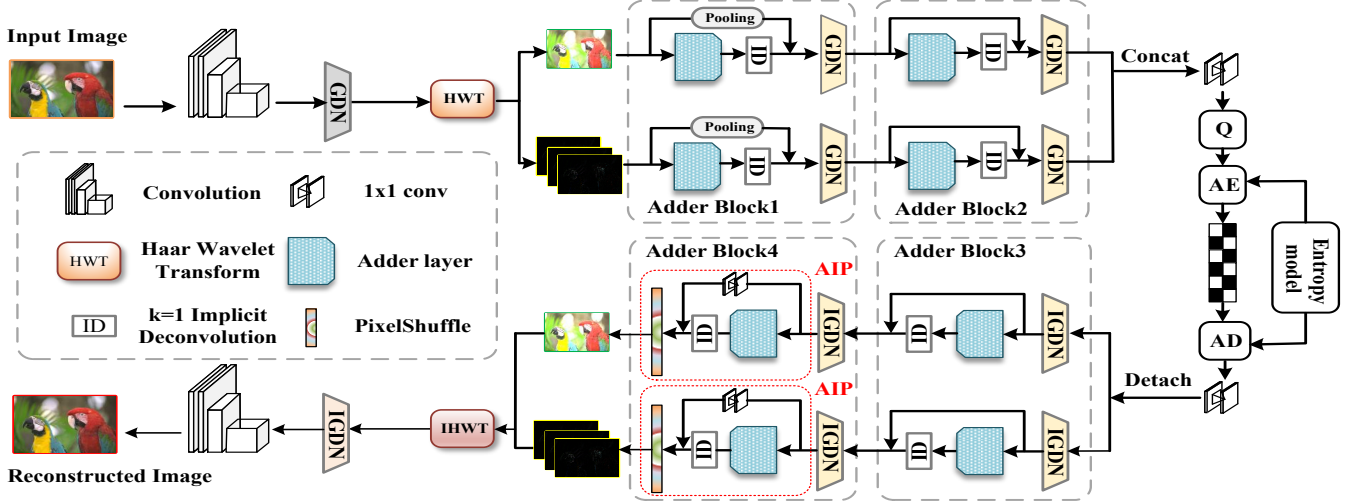 Input Image
GDN
HWT
Pooling
ID
GDN
ID
GDN
Concat
Pooling
ID
GDN
ID
GDN
Adder Block1
Adder Block2
Q
AE
Entropy
model
AD
Convolution
1x1 conv
HWT
Haar Wavelet
Transform
Adder layer
ID
k=1 Implicit
Deconvolution
PixelShuffle
Adder Block4
Adder Block3
AIP
ID
IGDN
ID
IGDN
Detach
AIP
ID
IGDN
ID
IGDN
IHWT
IGDN
Reconstructed Image